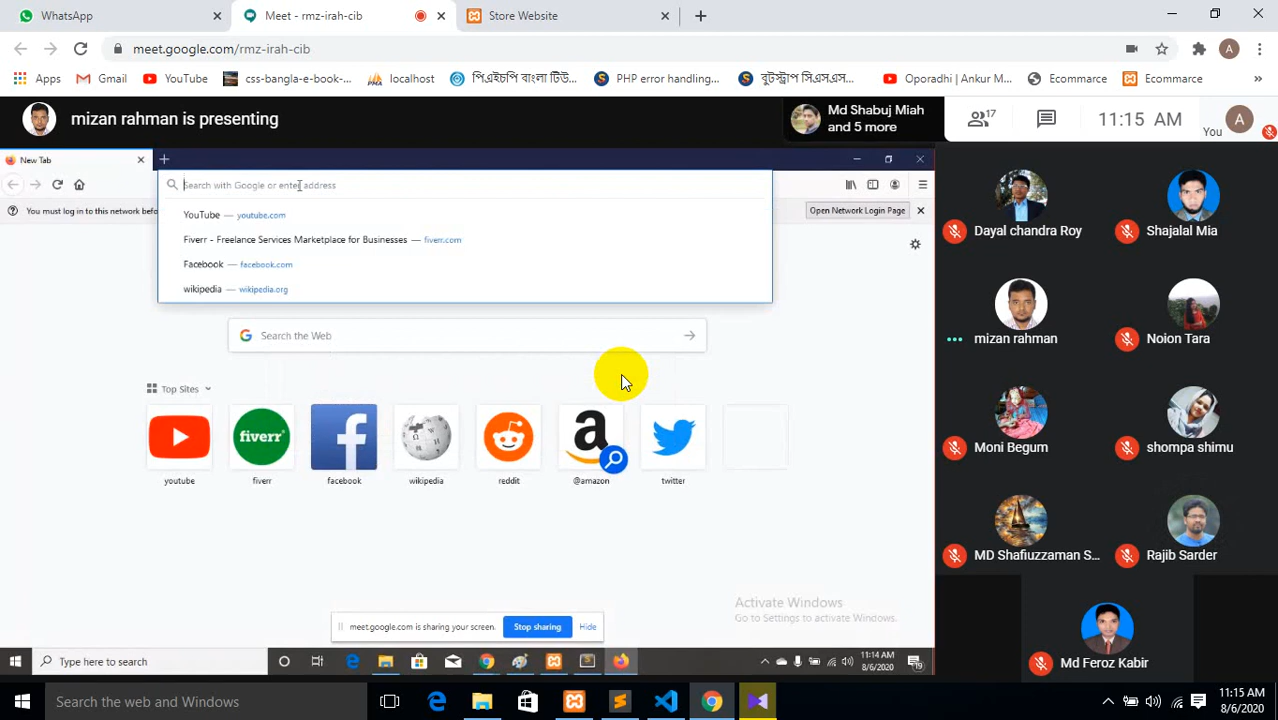 WhatsApp
Meet - rmz-irah-cib
Store Website
meet.google.com/rmz-irah-cib
Apps
Gmail
YouTube
css-bangla-e-book-...
localhost
পিএইচপি বাংলা টিউ...
PHP error handling...
বুটস্ট্রাপ সিএসএস...
Oporadhi | Ankur M...
Ecommerce
Ecommerce
mizan rahman is presenting
Md Shabuj Miah
and 5 more
17
11:15 AM
You
A
New Tab
Search with Google or enter address
You must log in to this network befo
Open Network Login Page
YouTube — youtube.com
Fiverr - Freelance Services Marketplace for Businesses — fiverr.com
Facebook — facebook.com
wikipedia — wikipedia.org
Search the Web
Top Sites
fiverr
youtube
fiverr
facebook
wikipedia
reddit
@amazon
twitter
Activate Windows
Go to Settings to activate Windows.
meet.google.com is sharing your screen.
Stop sharing
Hide
Type here to search
11:14 AM
8/6/2020
Dayal chandra Roy
Shajalal Mia
mizan rahman
Noion Tara
Moni Begum
shompa shimu
MD Shafiuzzaman S...
Rajib Sarder
Md Feroz Kabir
Search the web and Windows
11:15 AM
8/6/2020